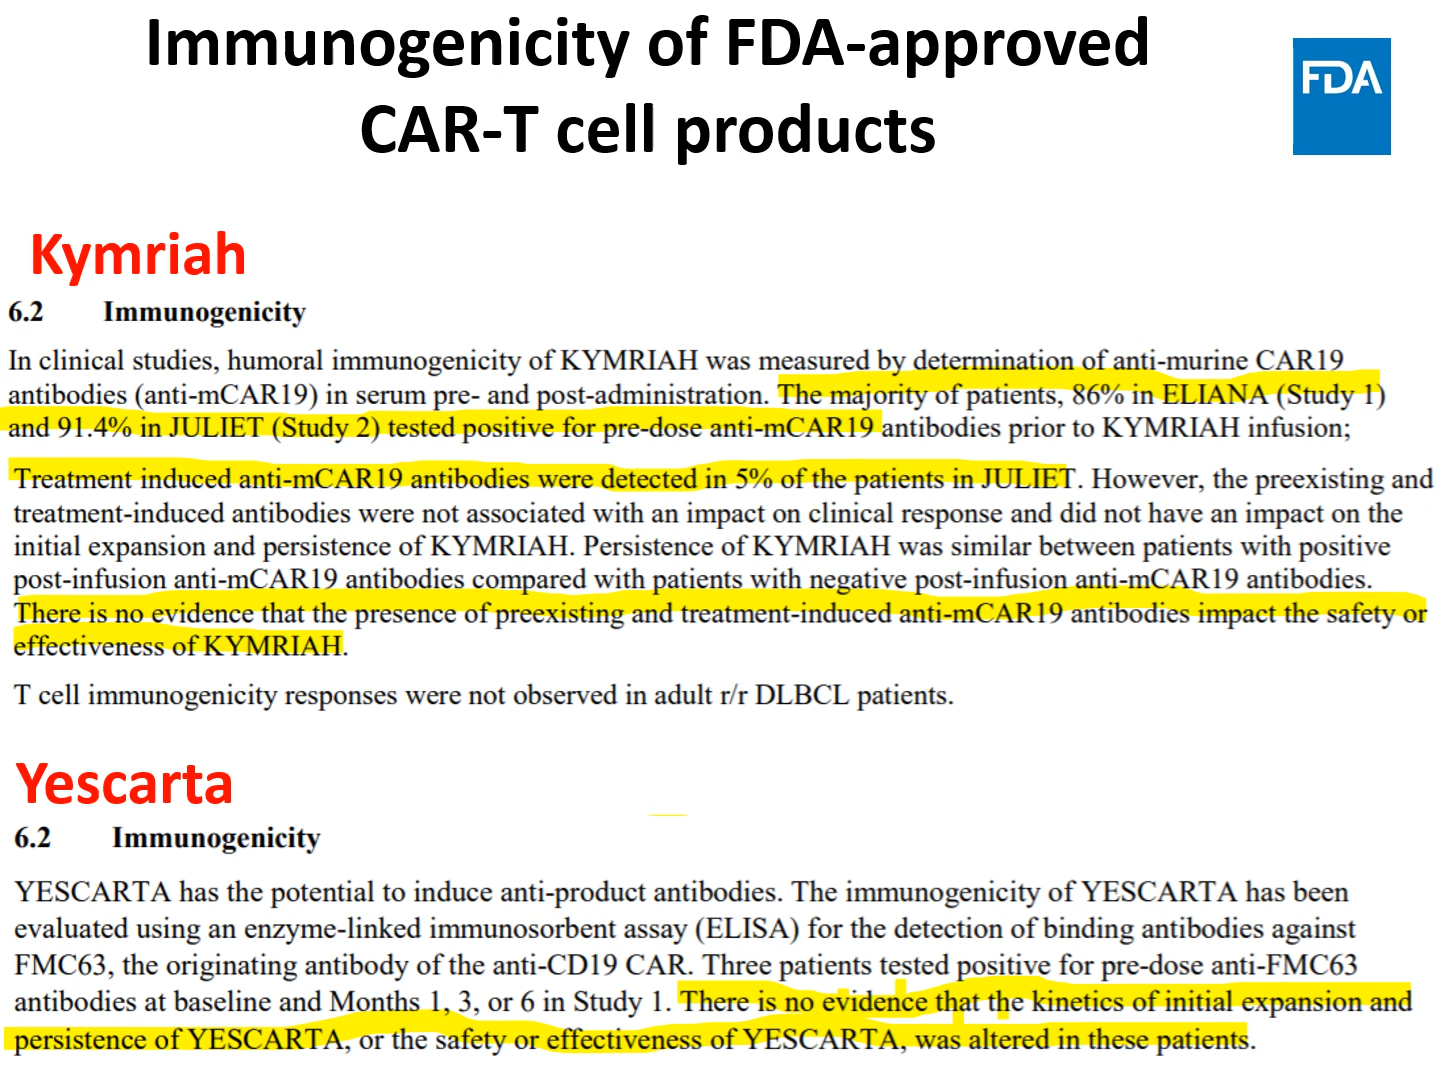 Immunogenicity of FDA-approved
CAR-T cell products
FDA
Kymriah
6.2 Immunogenicity
In clinical studies, humoral immunogenicity of KYMRIAH was measured by determination of anti-murine CAR19
antibodies (anti-mCAR19) in serum pre- and post-administration. The majority of patients, 86% in ELIANA (Study 1)
and 91.4% in JULIET (Study 2) tested positive for pre-dose anti-mCAR19 antibodies prior to KYMRIAH infusion;
Treatment induced anti-mCAR19 antibodies were detected in 5% of the patients in JULIET. However, the preexisting and
treatment-induced antibodies were not associated with an impact on clinical response and did not have an impact on the
initial expansion and persistence of KYMRIAH. Persistence of KYMRIAH was similar between patients with positive
post-infusion anti-mCAR19 antibodies compared with patients with negative post-infusion anti-mCAR19 antibodies.
There is no evidence that the presence of preexisting and treatment-induced anti-mCAR19 antibodies impact the safety or
effectiveness of KYMRIAH.
T cell immunogenicity responses were not observed in adult r/r DLBCL patients.
Yescarta
6.2 Immunogenicity
YESCARTA has the potential to induce anti-product antibodies. The immunogenicity of YESCARTA has been
evaluated using an enzyme-linked immunosorbent assay (ELISA) for the detection of binding antibodies against
FMC63, the originating antibody of the anti-CD19 CAR. Three patients tested positive for pre-dose anti-FMC63
antibodies at baseline and Months 1, 3, or 6 in Study 1. There is no evidence that the kinetics of initial expansion and
persistence of YESCARTA, or the safety or effectiveness of YESCARTA, was altered in these patients.